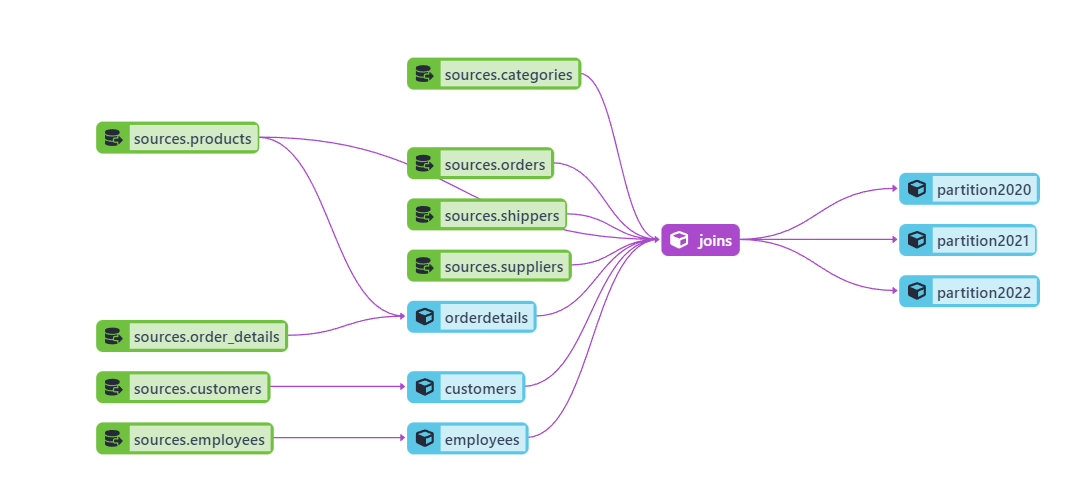 sources.categories
sources.products
sources.orders
sources.shippers
sources.suppliers
orderdetails
sources.order_details
sources.customers
customers
sources.employees
employees
joins
partition2020
partition2021
partition2022